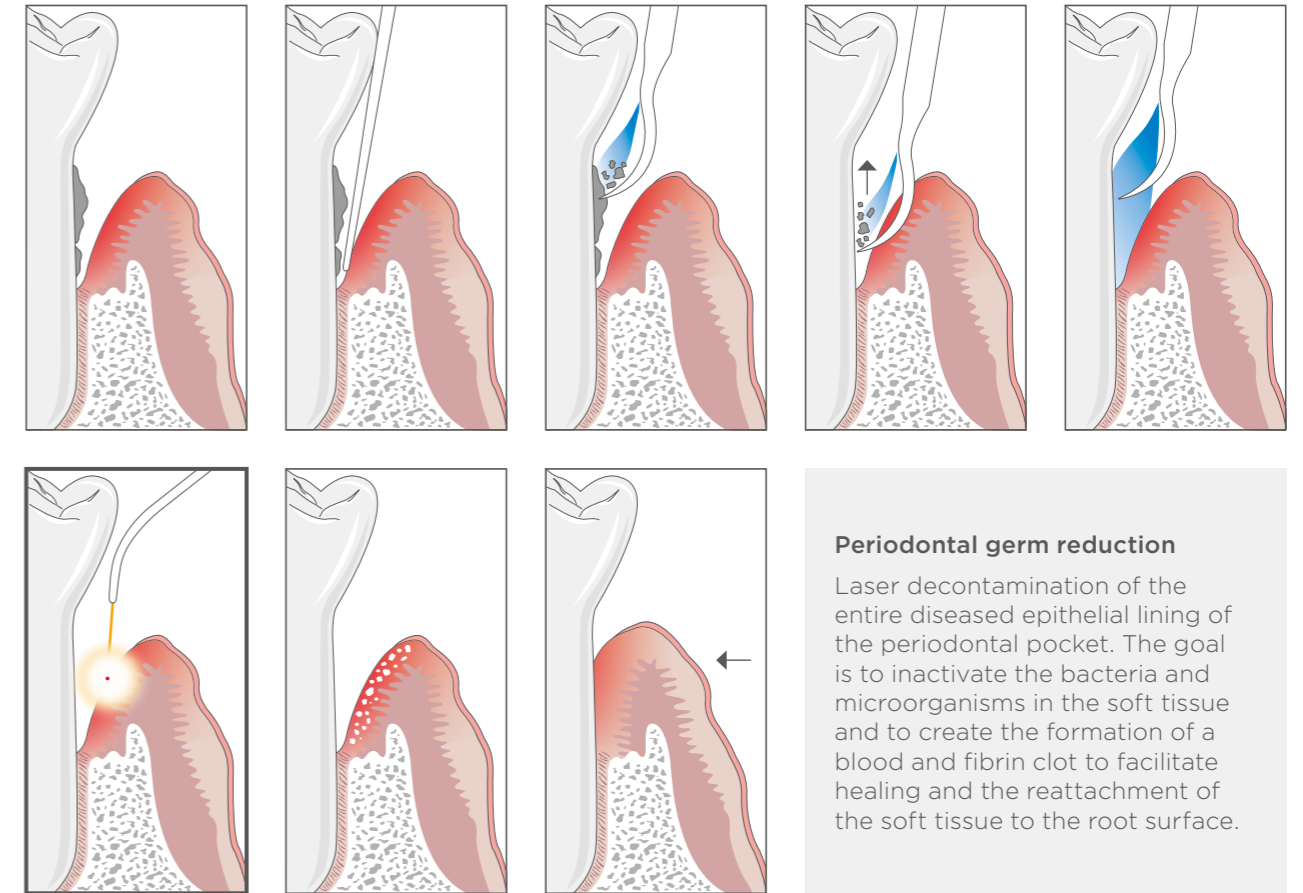 Periodontal germ reduction
Laser decontamination of the
entire diseased epithelial lining of
the periodontal pocket. The goal
is to inactivate the bacteria and
microorganisms in the soft tissue
and to create the formation of a
blood and fibrin clot to facilitate
healing and the reattachment of
the soft tissue to the root surface.